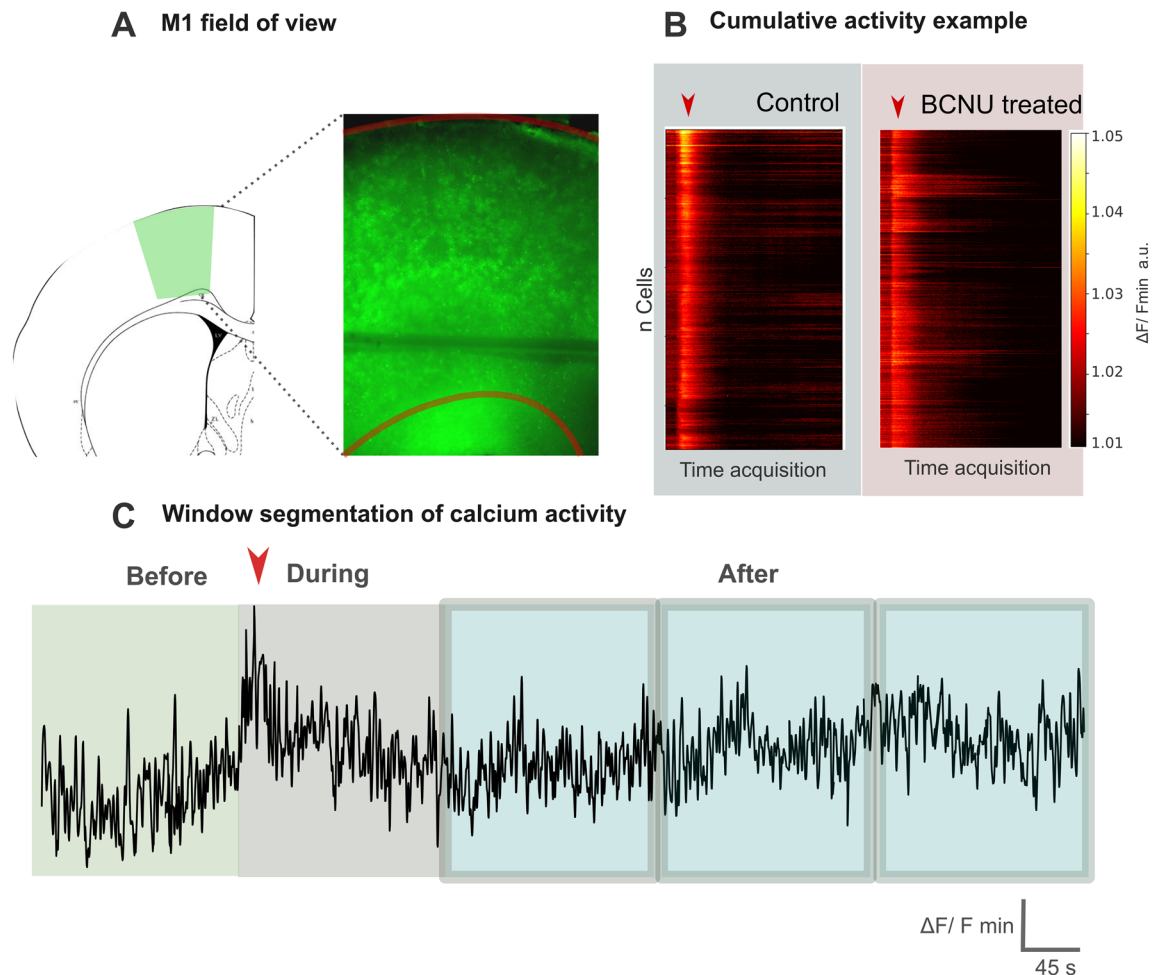 A M1 field of view
B Cumulative activity example
Control
BCNU treated
n Cells
Time acquisition
Time acquisition
1.05
1.04
1.03
1.02
1.01
ΔF/ Fmin a.u.
C Window segmentation of calcium activity
Before
During
After
ΔF/ F min
45 s